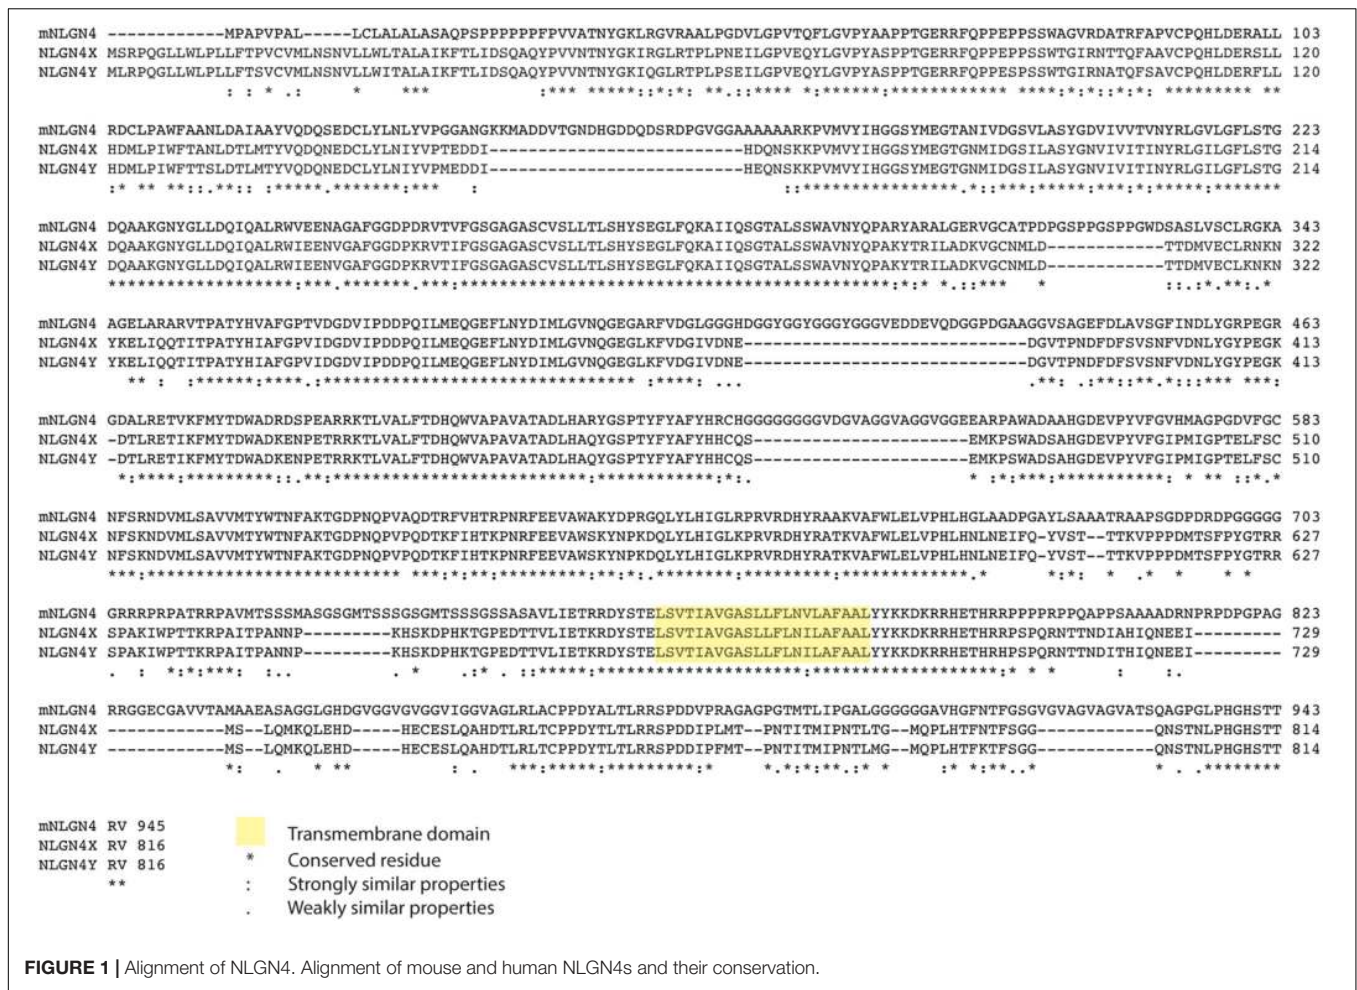 mNLGN4 ------------MPAPVPAL-----LCLALALASAQPSPPPPPPPFPVVATNYGKLRGVRAALPGDVLGPVTQFLGVPYAAPPTGERRFQPPEPPSSWAGVRDATRFAPVCPQHLDERALL 103
NLGN4X MSRPQGLLWLPLLFTPVCVMLNSNVLLWLTALAIKFTLIDSQAQYPVVNTNYGKIRGLRTPLPNEILGPVEQYLGVPYASPPTGERRFQPPEPPSSWTGIRNTTQFAAVCPQHLDERSLL 120
NLGN4Y MLRPQGLLWLPLLFTSVCVMLNSNVLLWITALAIKFTLIDSQAQYPVVNTNYGKIQGLRTPLPSEILGPVEQYLGVPYASPPTGERRFQPPESPSSWTGIRNATQFSAVCPQHLDERFLL 120
mNLGN4 RDCLPAWFAANLDAIAAYVQDQSEDCLYLNLYVPGGANGKKMADDVTGNDHGDDQDSRDPGVGGAAAAAARKPVMVYIHGGSYMEGTANIVDGSVLASYGDVIVVTVNYRLGVLGFLSTG 223
NLGN4X HDMLPIWFTANLDTLMTYVQDQNEDCLYLNIYVPTEDDI--------------------------HDQNSKKPVMVYIHGGSYMEGTGNMIDGSILASYGNVIVITINYRLGILGFLSTG 214
NLGN4Y HDMLPIWFTTSLDTLMTYVQDQNEDCLYLNIYVPMEDDI--------------------------HEQNSKKPVMVYIHGGSYMEGTGNMIDGSILASYGNVIVITINYRLGILGFLSTG 214
mNLGN4 DQAAKGNYGLLDQIQALRWVEENAGAFGGDPDRVTVFGSGAGASCVSLLTLSHYSEGLFQKAIIQSGTALSSWAVNYQPARYARALGERVGCATPDPGSPPGSPPGWDSASLVSCLRGKA 343
NLGN4X DQAAKGNYGLLDQIQALRWIEENVGAFGGDPKRVTIFGSGAGASCVSLLTLSHYSEGLFQKAIIQSGTALSSWAVNYQPAKYTRILADKVGCNMLD------------TTDMVECLRNKN 322
NLGN4Y DQAAKGNYGLLDQIQALRWIEENVGAFGGDPKRVTIFGSGAGASCVSLLTLSHYSEGLFQKAIIQSGTALSSWAVNYQPAKYTRILADKVGCNMLD------------TTDMVECLKNKN 322
mNLGN4 AGELARARVTPATYHVAFGPTVDGDVIPDDPQILMEQGEFLNYDIMLGVNQGEGARFVDGLGGGHDGGYGGYGGGYGGGVEDDEVQDGGPDGAAGGVSAGEFDLAVSGFINDLYGRPEGR 463
NLGN4X YKELIQQTITPATYHIAFGPVIDGDVIPDDPQILMEQGEFLNYDIMLGVNQGEGLKFVDGIVDNE-----------------------------DGVTPNDFDFSVSNFVDNLYGYPEGK 413
NLGN4Y YKELIQQTITPATYHIAFGPVIDGDVIPDDPQILMEQGEFLNYDIMLGVNQGEGLKFVDGIVDNE-----------------------------DGVTPNDFDFSVSNFVDNLYGYPEGK 413
mNLGN4 GDALRETVKFMYTDWADRDSPEARRKTLVALFTDHQWVAPAVATADLHARYGSPTYFYAFYHRCHGGGGGGGGVDGVAGGVAGGVGGEEARPAWADAAHGDEVPYVFGVHMAGPGDVFGC 583
NLGN4X -DTLRETIKFMYTDWADKENPETRRKTLVALFTDHQWVAPAVATADLHAQYGSPTYFYAFYHHCQS----------------------EMKPSWADSAHGDEVPYVFGIPMIGPTELFSC 510
NLGN4Y -DTLRETIKFMYTDWADKENPETRRKTLVALFTDHQWVAPAVATADLHAQYGSPTYFYAFYHHCQS----------------------EMKPSWADSAHGDEVPYVFGIPMIGPTELFSC 510
mNLGN4 NFSRNDVMLSAVVMTYWTNFAKTGDPNQPVAQDTRFVHTRPNRFEEVAWAKYDPRGQLYLHIGLRPRVRDHYRAAKVAFWLELVPHLHGLAADPGAYLSAAATRAAPSGDPDRDPGGGGG 703
NLGN4X NFSKNDVMLSAVVMTYWTNFAKTGDPNQPVPQDTKFIHTKPNRFEEVAWSKYNPKDQLYLHIGLKPRVRDHYRATKVAFWLELVPHLHNLNEIFQ-YVST--TTKVPPPDMTSFPYGTRR 627
NLGN4Y NFSKNDVMLSAVVMTYWTNFAKTGDPNQPVPQDTKFIHTKPNRFEEVAWSKYNPKDQLYLHIGLKPRVRDHYRATKVAFWLELVPHLHNLNEIFQ-YVST--TTKVPPPDMTSFPYGTRR 627
mNLGN4 GRRRPRPATRRPAVMTSSSMASGSGMTSSSGSGMTSSSGSSASAVLIETRRDYSTELSVTIAVGASLLFLNVLAFAALYYKKDKRRHETHRRPPPPRPPQAPPSAAAADRNPRPDPGPAG 823
NLGN4X SPAKIWPTTKRPAITPANNP---------KHSKDPHKTGPEDTTVLIETKRDYSTELSVTIAVGASLLFLNILAFAALYYKKDKRRHETHRRPSPQRNTTNDIAHIQNEEI--------- 729
NLGN4Y SPAKIWPTTKRPAITPANNP---------KHSKDPHKTGPEDTTVLIETKRDYSTELSVTIAVGASLLFLNILAFAALYYKKDKRRHETHRHPSPQRNTTNDITHIQNEEI--------- 729
mNLGN4 RRGGECGAVVTAMAAEASAGGLGHDGVGGVGVGGVIGGVAGLRLACPPDYALTLRRSPDDVPRAGAGPGTMTLIPGALGGGGGGAVHGFNTFGSGVGVAGVAGVATSQAGPGLPHGHSTT 943
NLGN4X ------------MS--LQMKQLEHD-----HECESLQAHDTLRLTCPPDYTLTLRRSPDDIPLMT--PNTITMIPNTLTG--MQPLHTFNTFSGG------------QNSTNLPHGHSTT 814
NLGN4Y ------------MS--LQMKQLEHD-----HECESLQAHDTLRLTCPPDYTLTLRRSPDDIPFMT--PNTITMIPNTLMG--MQPLHTFKTFSGG------------QNSTNLPHGHSTT 814
mNLGN4 RV 945
NLGN4X RV 816
NLGN4Y RV 816
**
Transmembrane domain
* Conserved residue
: Strongly similar properties
. Weakly similar properties
FIGURE 1 | Alignment of NLGN4. Alignment of mouse and human NLGN4s and their conservation.